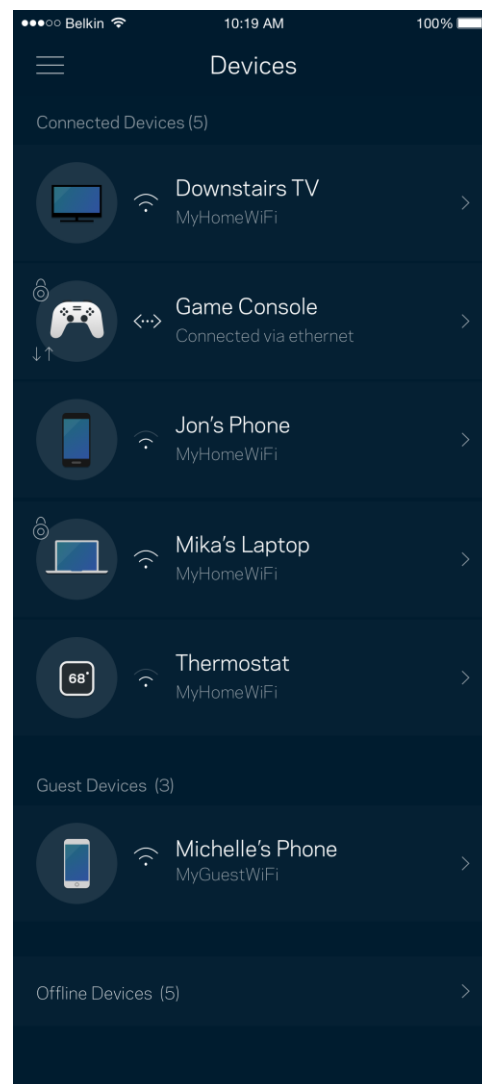 Belkin 10:19 AM 100%
Devices
Connected Devices (5)
Downstairs TV
MyHomeWiFi
Game Console
Connected via ethernet
Jon's Phone
MyHomeWiFi
Mika's Laptop
MyHomeWiFi
68°
Thermostat
MyHomeWiFi
Guest Devices (3)
Michelle's Phone
MyGuestWiFi
Offline Devices (5)